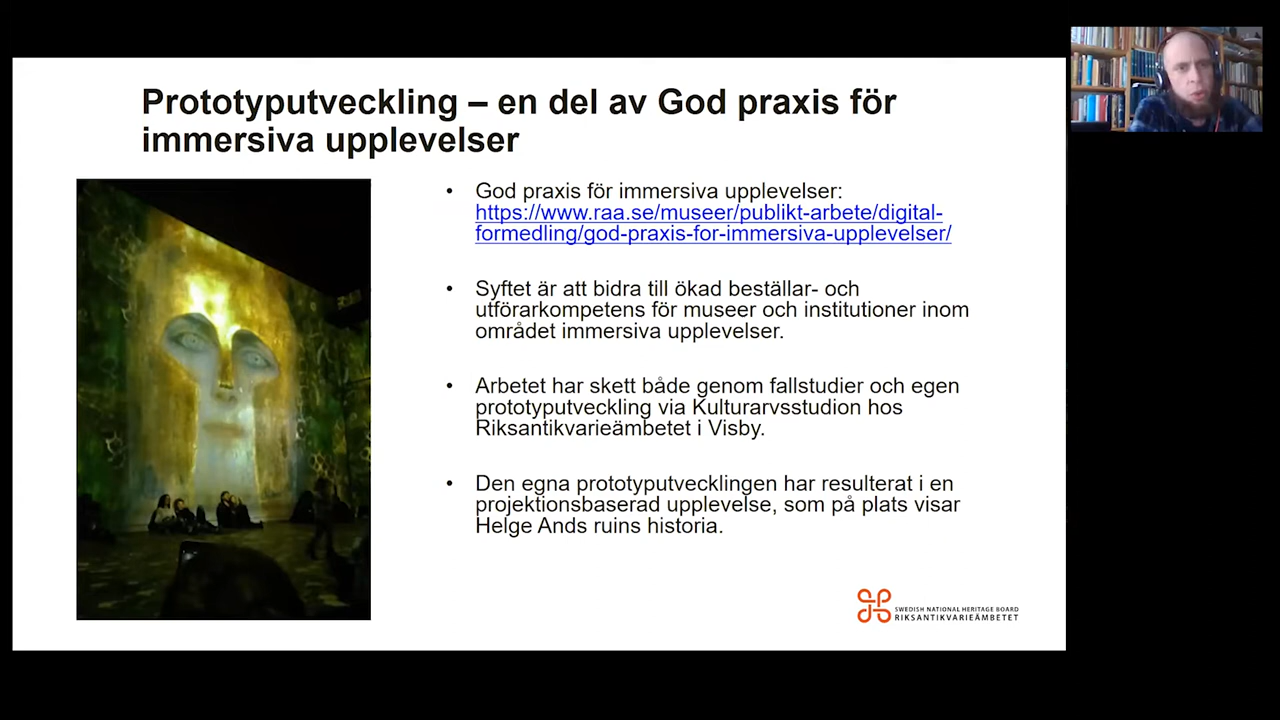 Prototyputveckling – en del av God praxis för
immersiva upplevelser
• God praxis för immersiva upplevelser:
https://www.raa.se/museer/publikt-arbete/digital-
formedling/god-praxis-for-immersiva-upplevelser/
• Syftet är att bidra till ökad beställar- och
utförarkompetens för museer och institutioner inom
området immersiva upplevelser.
• Arbetet har skett både genom fallstudier och egen
prototyputveckling via Kulturarvsstudion hos
Riksantikvarieämbetet i Visby.
• Den egna prototyputvecklingen har resulterat i en
projektionsbaserad upplevelse, som på plats visar
Helge Ands ruins historia.
SWEDISH NATIONAL HERITAGE BOARD
RIKSANTIKVARIEÄMBETET